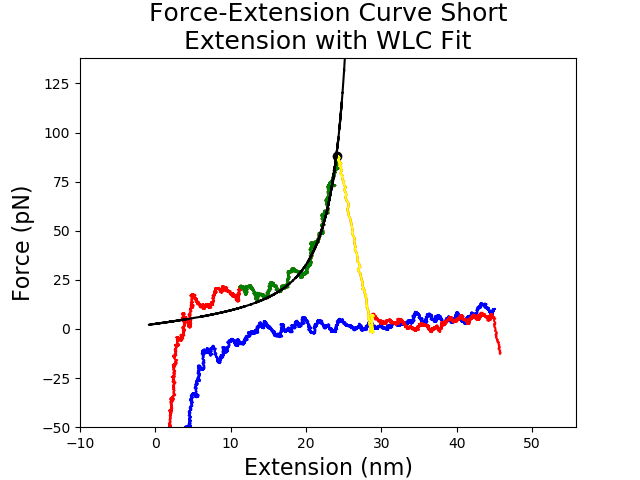 Force-Extension Curve Short
Extension with WLC Fit
125
100
75
50
25
0
−25
−50
Force (pN)
−10 0 10 20 30 40 50
Extension (nm)